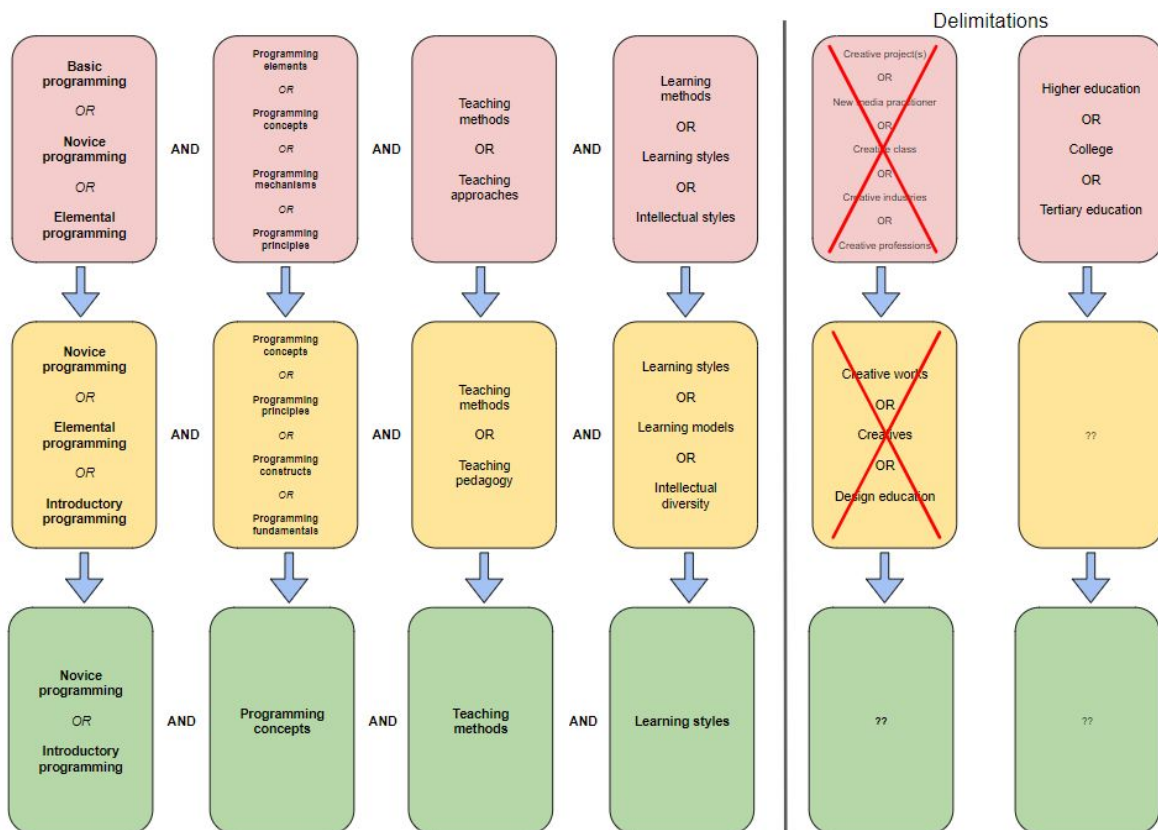 Delimitations
Basic
programming
OR
Novice
programming
OR
Elemental
programming
AND
Programming
elements
OR
Programming
concepts
OR
Programming
mechanisms
OR
Programming
principles
AND
Teaching
methods
OR
Teaching
approaches
AND
Learning
methods
OR
Learning styles
OR
Intellectual styles
Creative project(s)
OR
New media practitioner
OR
Creative class
OR
Creative industries
OR
Creative professions
Higher education
OR
College
OR
Tertiary education
Novice
programming
OR
Elemental
programming
OR
Introductory
programming
AND
Programming
concepts
OR
Programming
principles
OR
Programming
constructs
OR
Programming
fundamentals
AND
Teaching
methods
OR
Teaching
pedagogy
AND
Learning styles
OR
Learning models
OR
Intellectual
diversity
Creative works
OR
Creatives
OR
Design education
??
Novice
programming
OR
Introductory
programming
AND
Programming
concepts
AND
Teaching
methods
AND
Learning styles
??
??